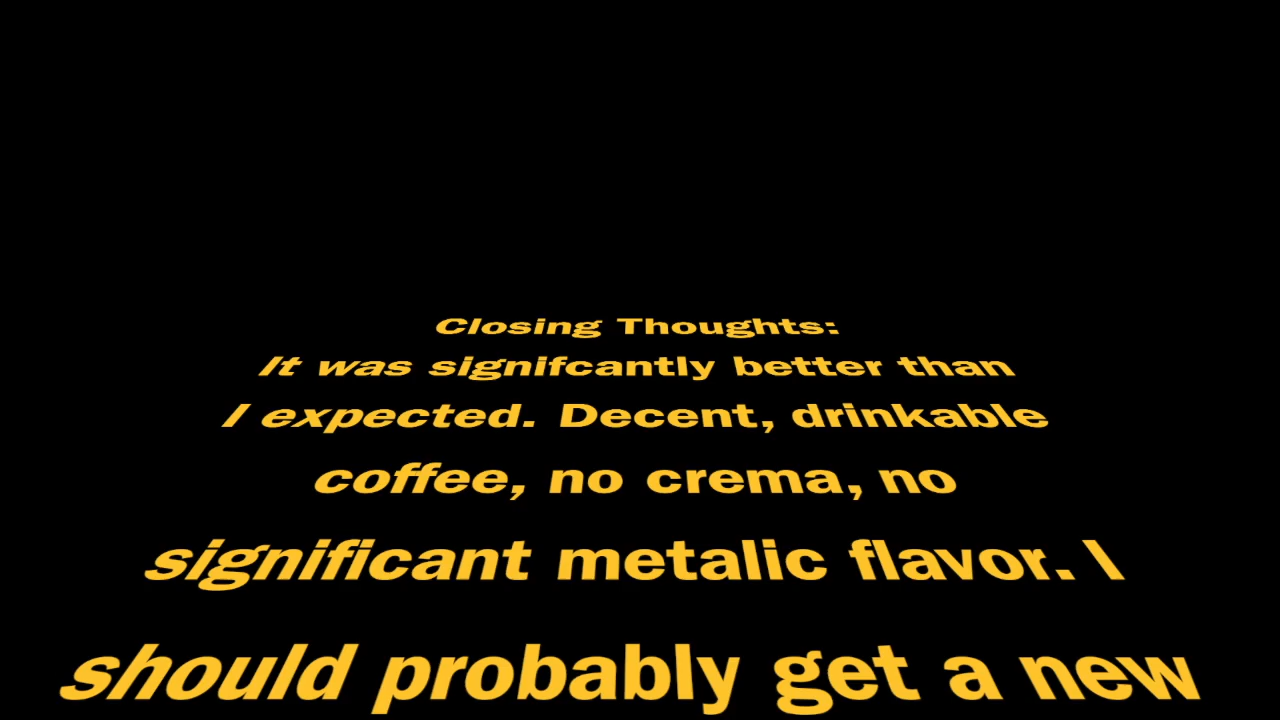 Closing Thoughts:
It was signifcantly better than
I expected. Decent, drinkable
coffee, no crema, no
significant metalic flavor. I
should probably get a new